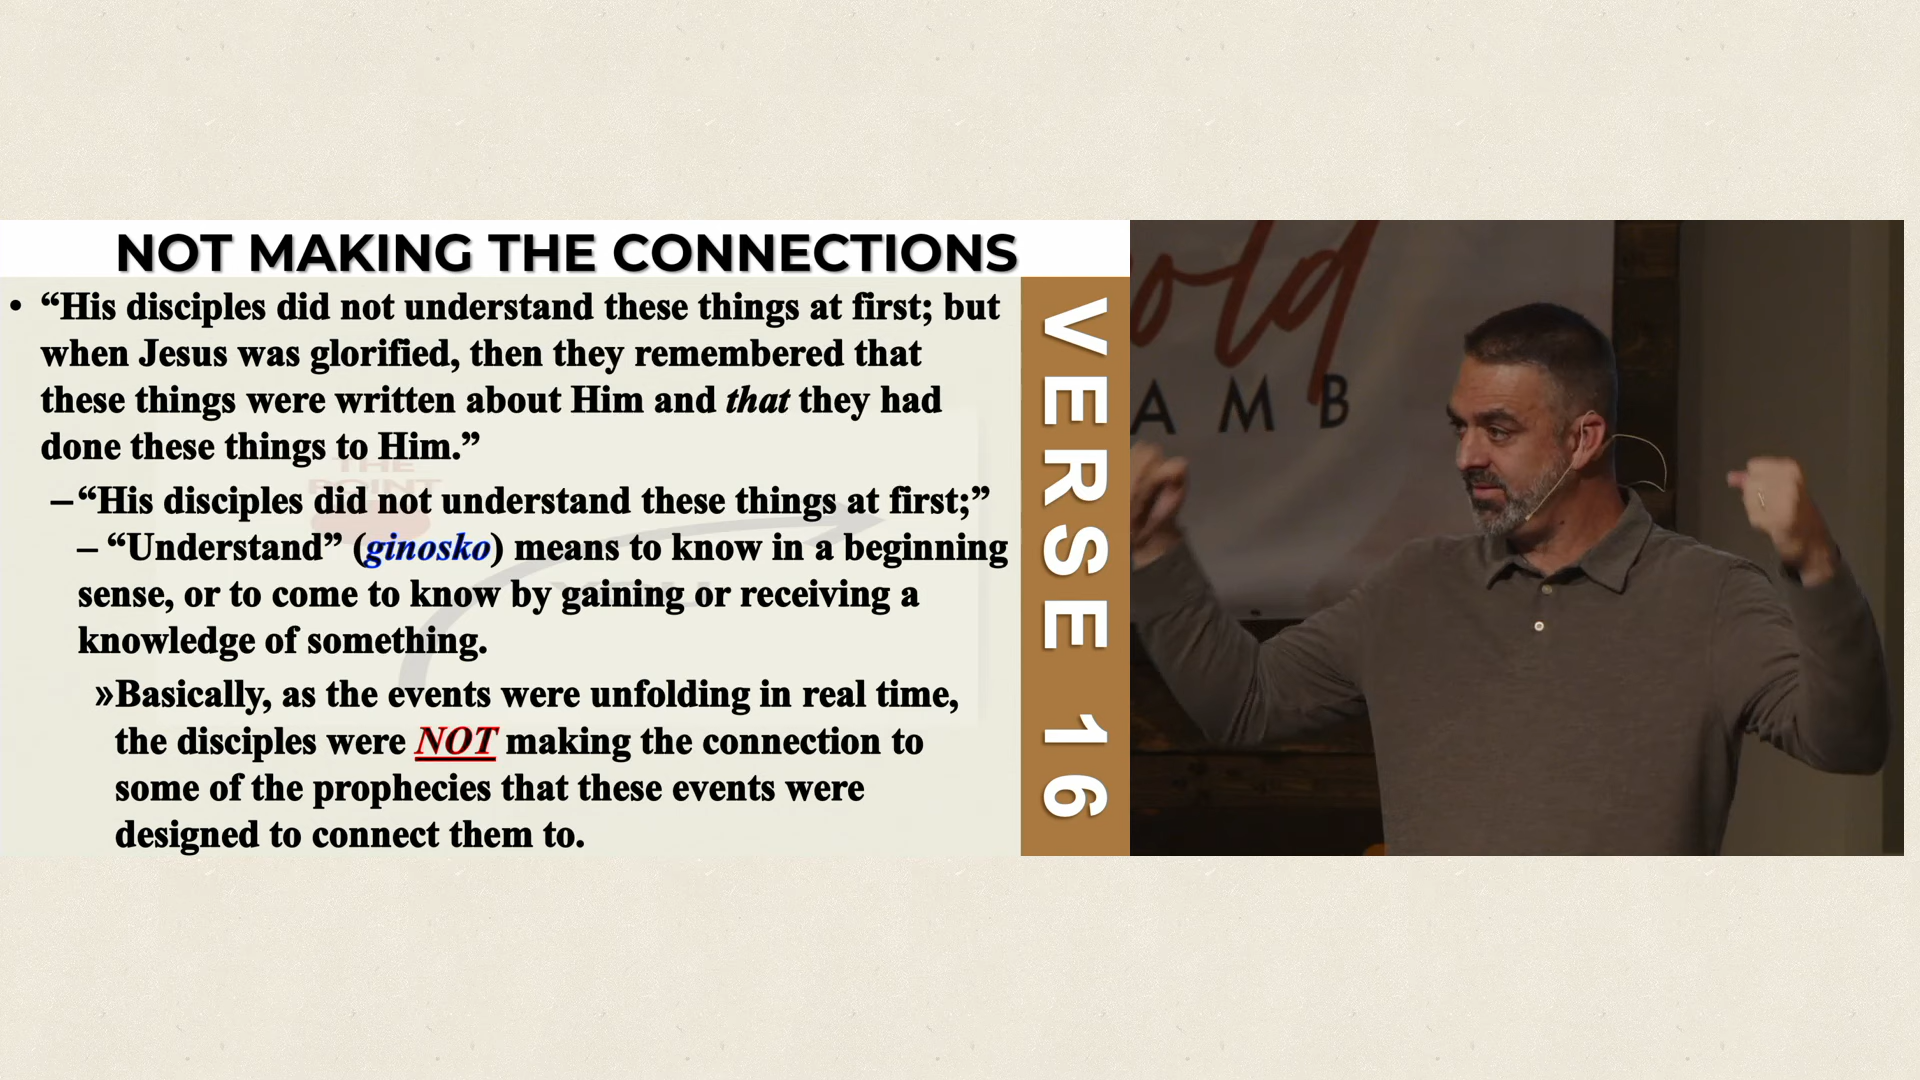 NOT MAKING THE CONNECTIONS
• “His disciples did not understand these things at first; but
when Jesus was glorified, then they remembered that
these things were written about Him and that they had
done these things to Him.”
– “His disciples did not understand these things at first;”
– “Understand” (ginosko) means to know in a beginning
sense, or to come to know by gaining or receiving a
knowledge of something.
» Basically, as the events were unfolding in real time,
the disciples were NOT making the connection to
some of the prophecies that these events were
designed to connect them to.
VERSE 16
old
AMB
THE
POINT
YOU